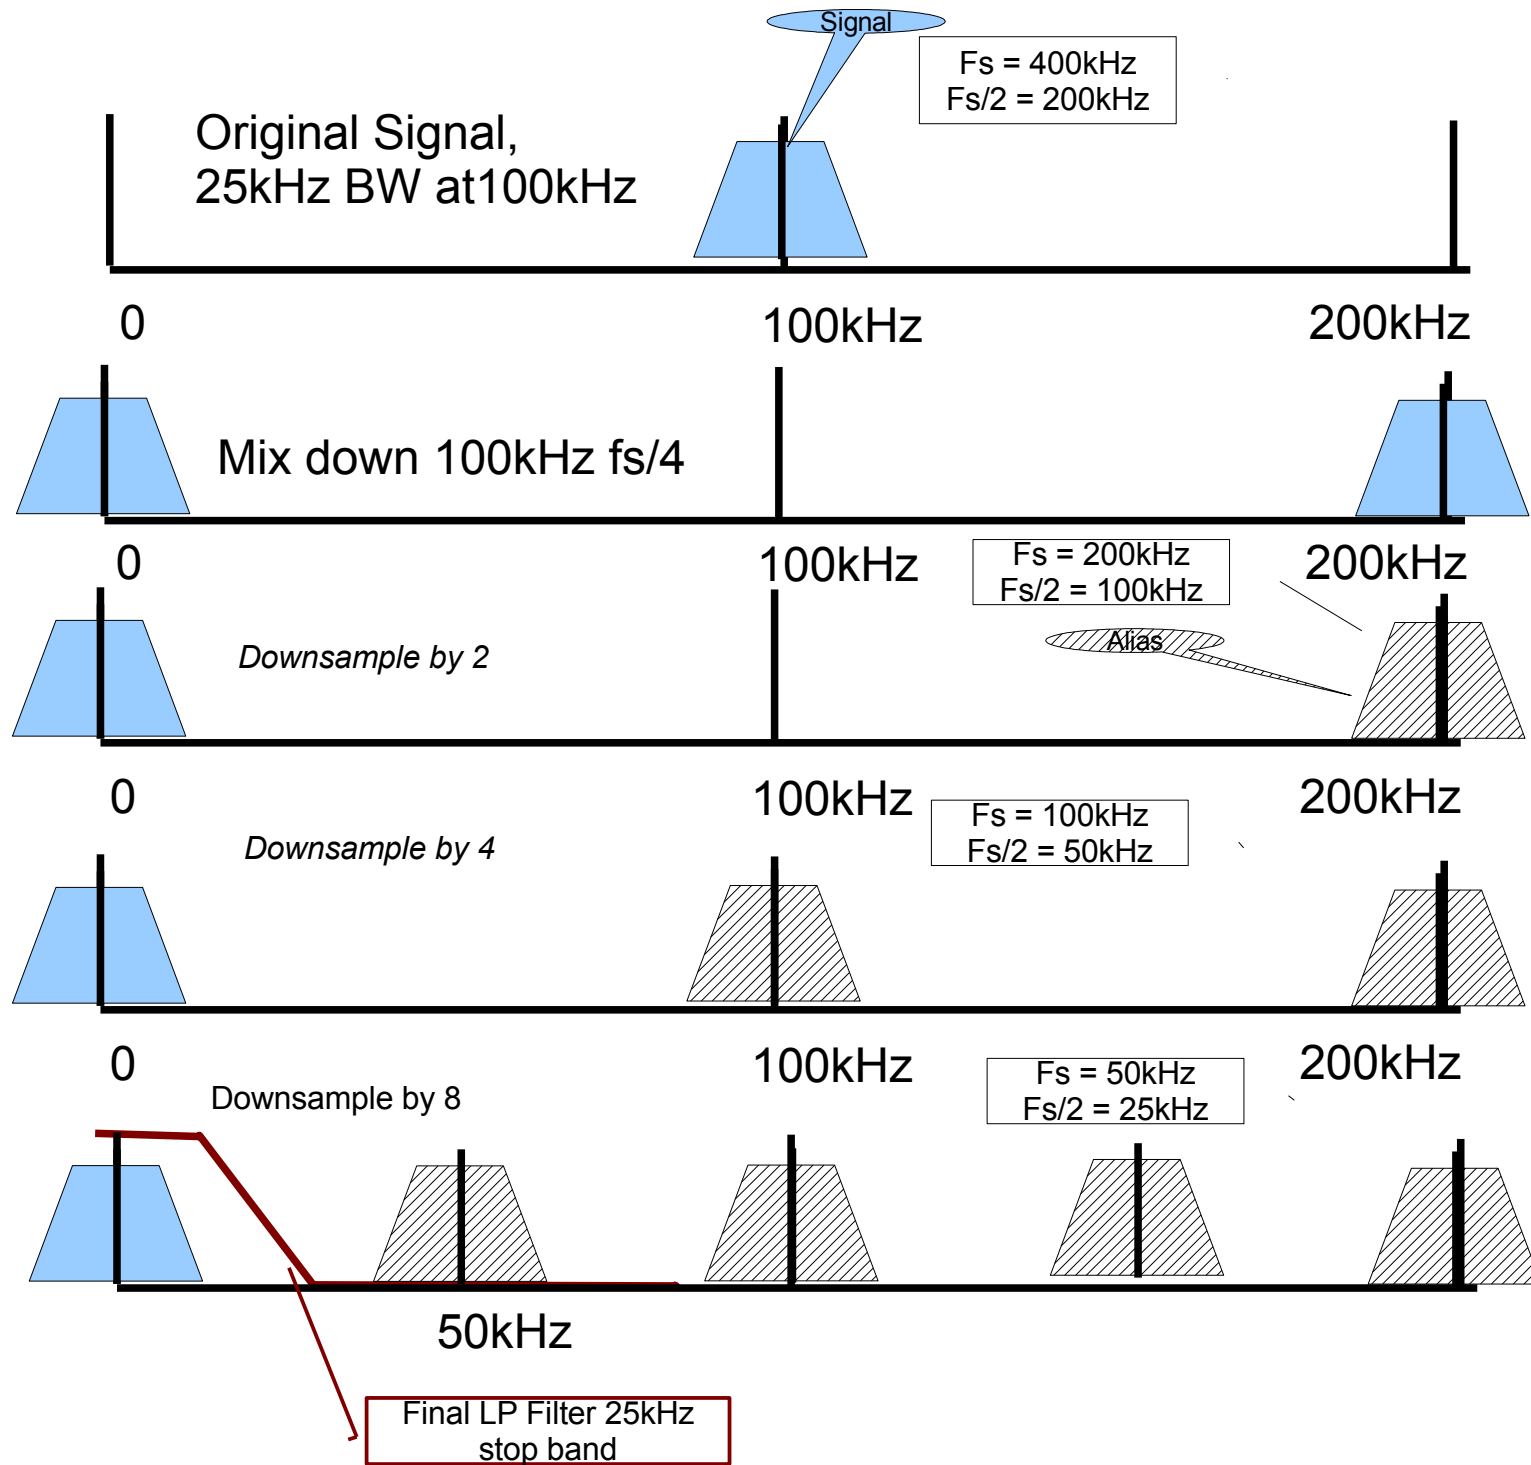 Signal
Fs = 400kHz
Fs/2 = 200kHz
Original Signal,
25kHz BW at100kHz
0
100kHz
200kHz
Mix down 100kHz fs/4
0
100kHz
200kHz
Fs = 200kHz
Fs/2 = 100kHz
Alias
Downsample by 2
0
100kHz
200kHz
Fs = 100kHz
Fs/2 = 50kHz
Downsample by 4
0
100kHz
200kHz
Fs = 50kHz
Fs/2 = 25kHz
Downsample by 8
50kHz
Final LP Filter 25kHz
stop band